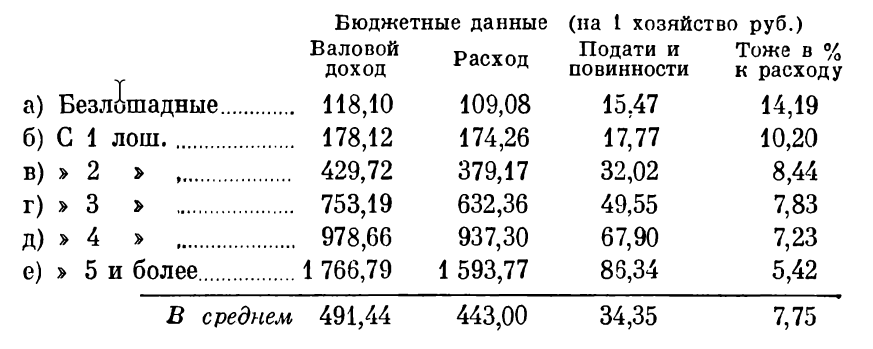 Бюджетные данные (на 1 хозяйство руб.)
Валовой доход Расход Подати и повинности Тоже в % к расходу
а) Безлошадные............ 118,10 109,08 15,47 14,19
б) С 1 лош. .................... 178,12 174,26 17,77 10,20
в) » 2 » .................... 429,72 379,17 32,02 8,44
г) » 3 » .................... 753,19 632,36 49,55 7,83
д) » 4 » .................... 978,66 937,30 67,90 7,23
е) » 5 и более................ 1 766,79 1 593,77 86,34 5,42
В среднем 491,44 443,00 34,35 7,75